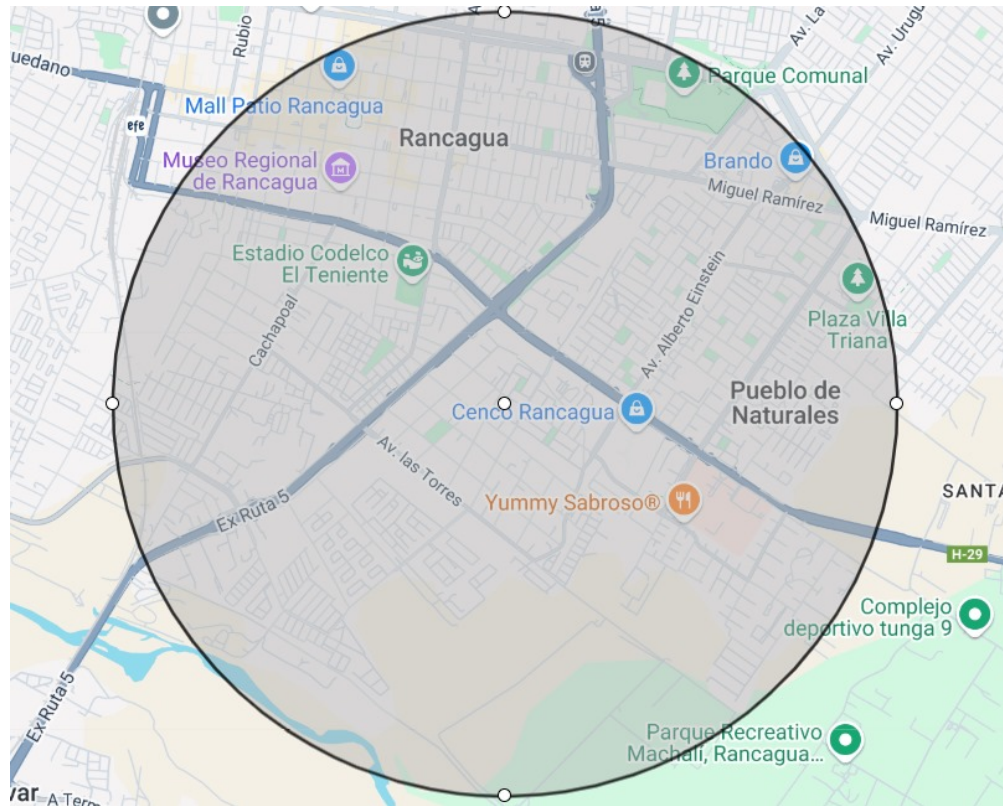 Rubio
Av. La
Av. Urugu
uedano
efe
Mall Patio Rancagua
Parque Comunal
Rancagua
Museo Regional
de Rancagua
Brando
Miguel Ramírez
Miguel Ramírez
Estadio Codelco
El Teniente
Cachapoal
Av. Alberto Einstein
Plaza Villa
Triana
Pueblo de
Naturales
Cenco Rancagua
Av. las Torres
Yummy Sabroso®
Ex Ruta 5
SANTA
H-29
Complejo
deportivo tunga 9
Ex Ruta 5
Parque Recreativo
Machalí, Rancagua...
var
A Term